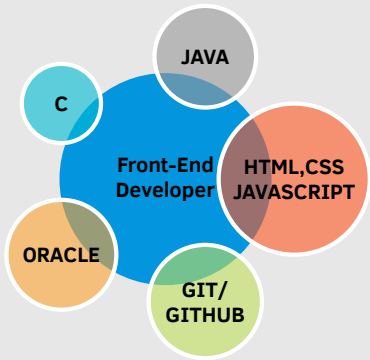 JAVA
C
Front-End
Developer
HTML,CSS
JAVASCRIPT
ORACLE
GIT/
GITHUB